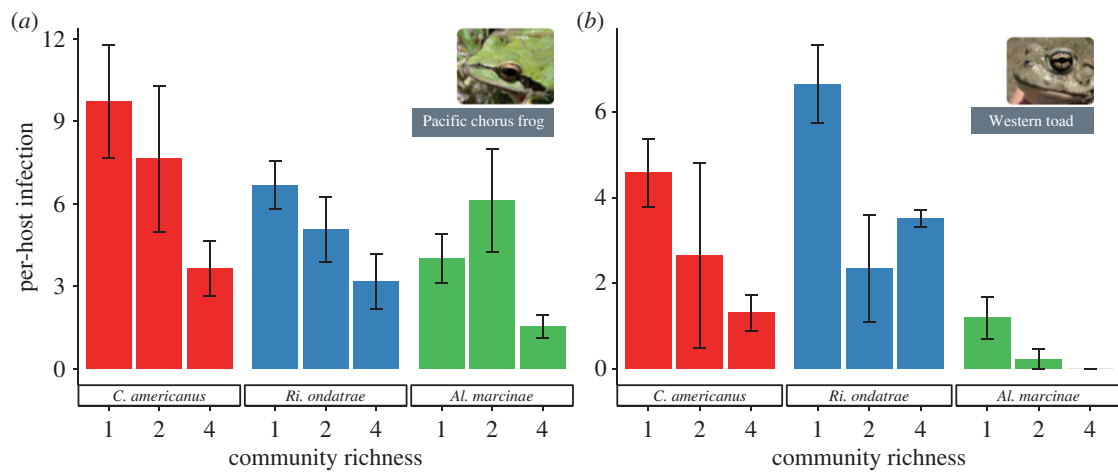 (a)
12
9
6
3
0
per-host infection
Pacific chorus frog
C. americanus
Ri. ondatrae
Al. marcinae
1 2 4 1 2 4 1 2 4
community richness
(b)
6
4
2
0
Western toad
C. americanus
Ri. ondatrae
Al. marcinae
1 2 4 1 2 4 1 2 4
community richness